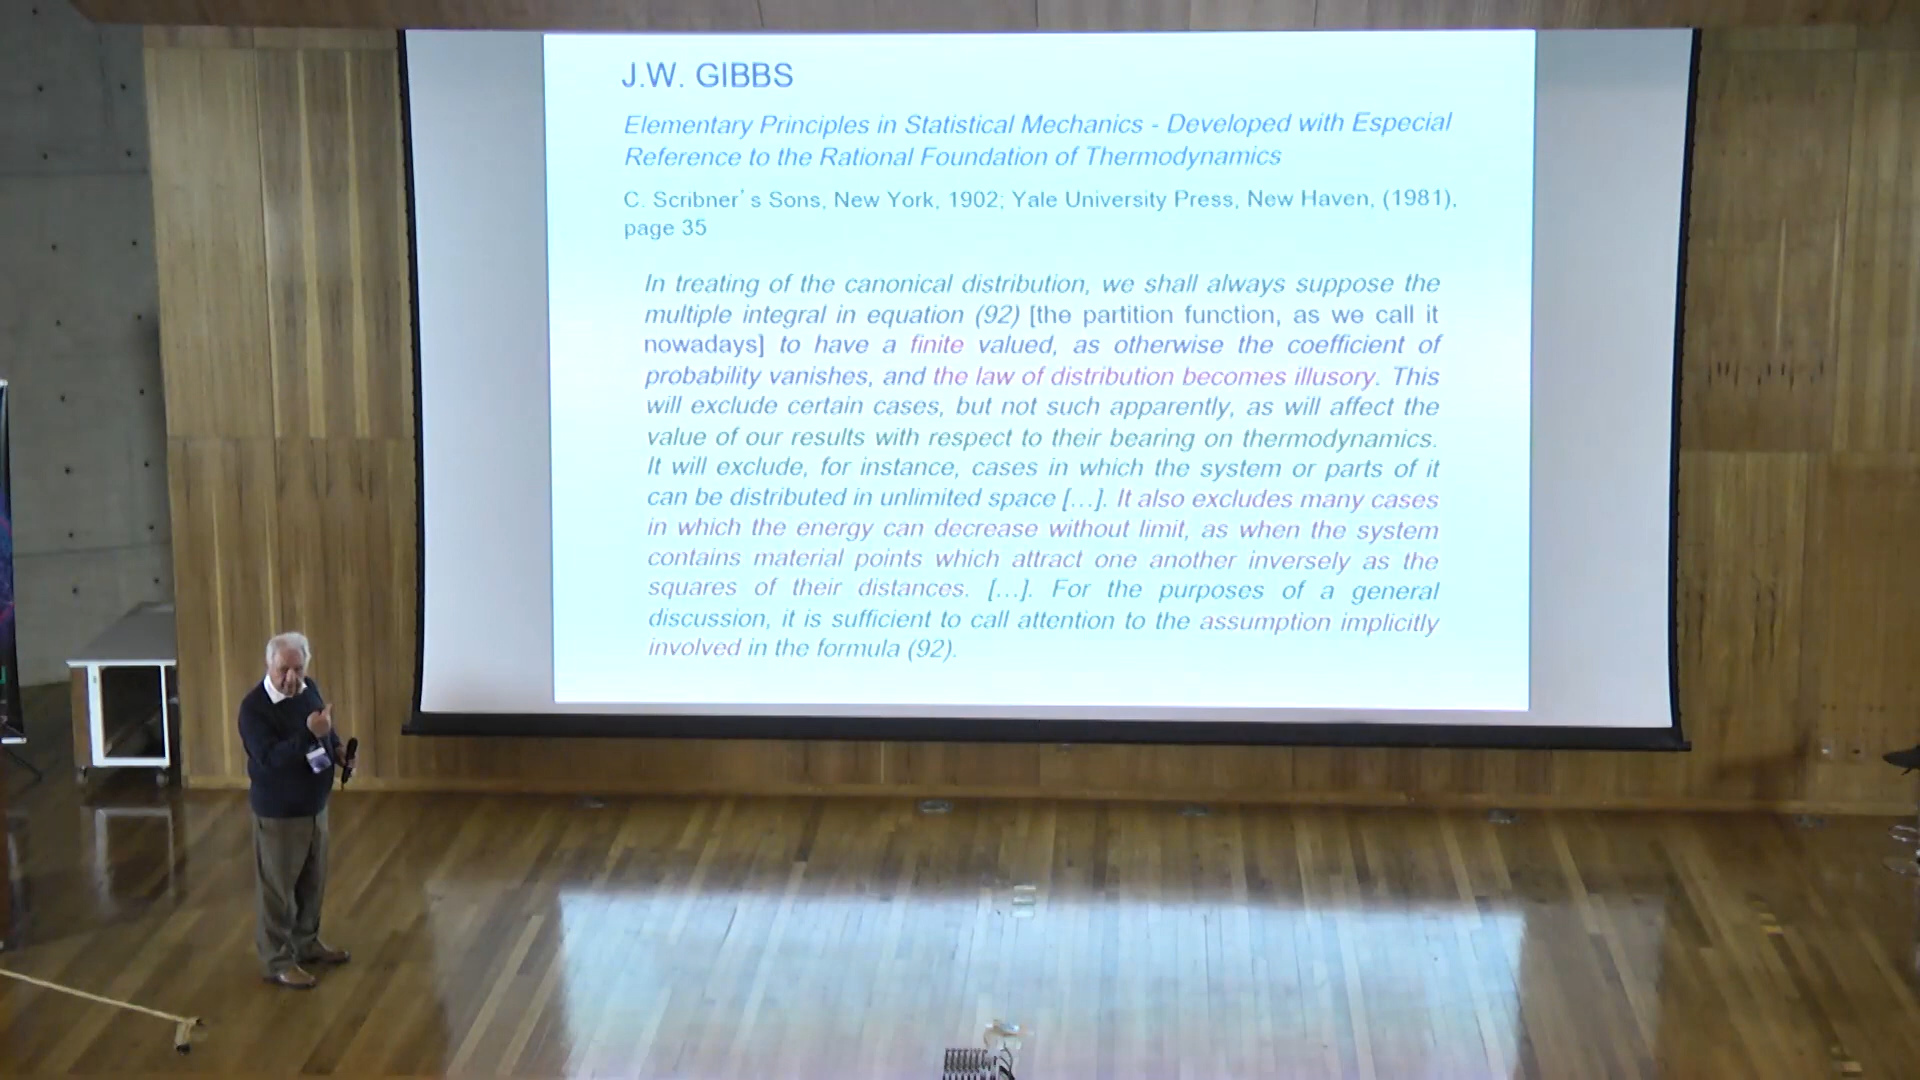 J.W. GIBBS
Elementary Principles in Statistical Mechanics - Developed with Especial
Reference to the Rational Foundation of Thermodynamics
C. Scribner's Sons, New York, 1902; Yale University Press, New Haven, (1981),
page 35
In treating of the canonical distribution, we shall always suppose the
multiple integral in equation (92) [the partition function, as we call it
nowadays] to have a finite valued, as otherwise the coefficient of
probability vanishes, and the law of distribution becomes illusory. This
will exclude certain cases, but not such apparently, as will affect the
value of our results with respect to their bearing on thermodynamics.
It will exclude, for instance, cases in which the system or parts of it
can be distributed in unlimited space [...]. It also excludes many cases
in which the energy can decrease without limit, as when the system
contains material points which attract one another inversely as the
squares of their distances. [...]. For the purposes of a general
discussion, it is sufficient to call attention to the assumption implicitly
involved in the formula (92).